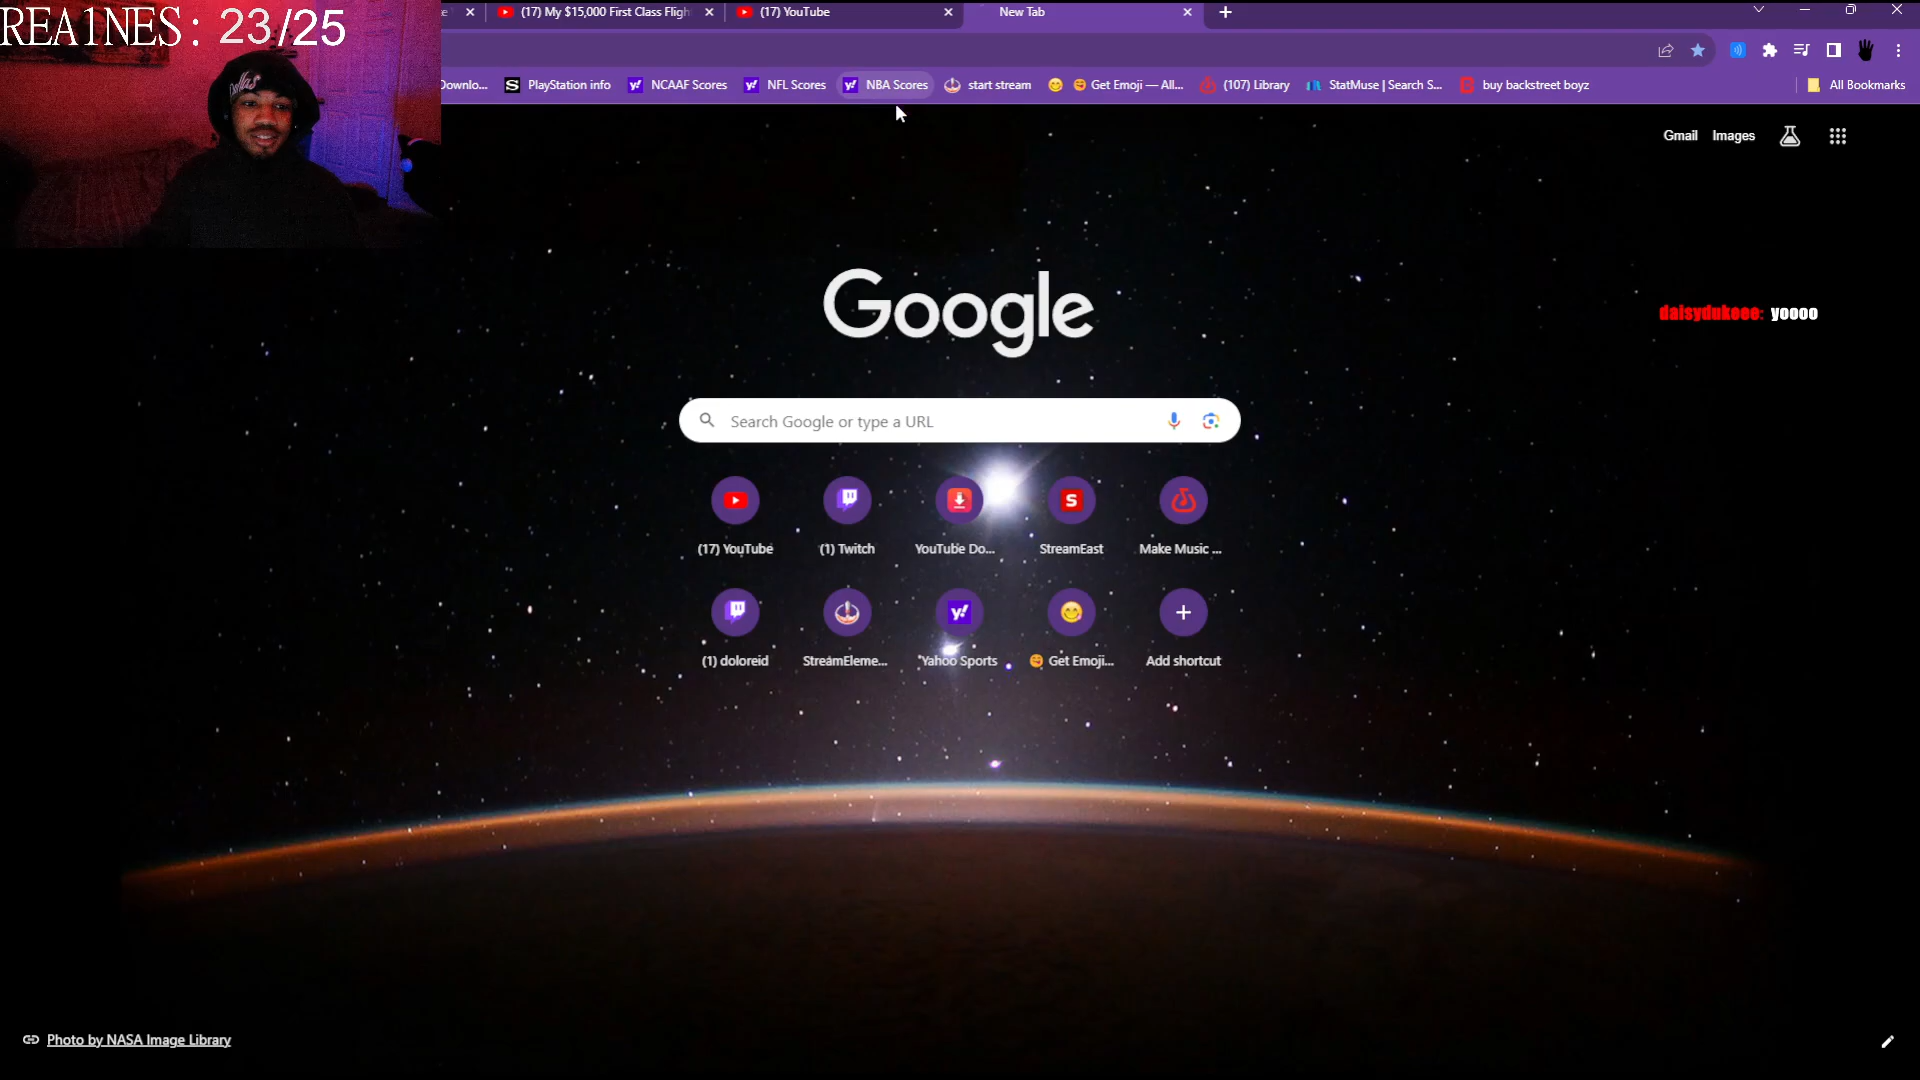 REA1NES: 23/25
(17) My $15,000 First Class Fligh
(17) YouTube
New Tab
Downlo...
PlayStation info
NCAAF Scores
NFL Scores
NBA Scores
start stream
Get Emoji — All...
(107) Library
StatMuse | Search S...
buy backstreet boyz
All Bookmarks
Gmail
Images
Google
daisydukeee: yoooo
Search Google or type a URL
(17) YouTube
(1) Twitch
YouTube Do...
StreamEast
Make Music ...
(1) doloreid
StreamEleme...
Yahoo Sports
Get Emoji...
Add shortcut
Photo by NASA Image Library